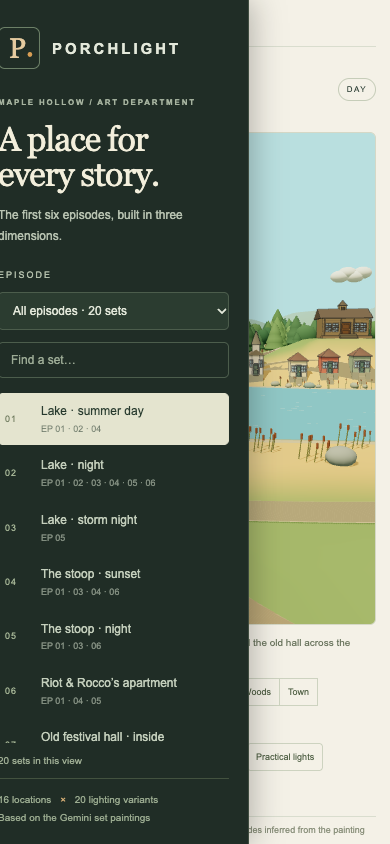 P. PORCHLIGHT
MAPLE HOLLOW / ART DEPARTMENT
A place for
every story.
The first six episodes, built in three
dimensions.
EPISODE
All episodes · 20 sets
Find a set...
01 Lake · summer day
EP 01 · 02 · 04
02 Lake · night
EP 01 · 02 · 03 · 04 · 05 · 06
03 Lake · storm night
EP 05
04 The stoop · sunset
EP 01 · 03 · 04 · 06
05 The stoop · night
EP 01 · 03 · 06
06 Riot & Rocco’s apartment
EP 01 · 04 · 05
Old festival hall · inside
20 sets in this view
16 locations × 20 lighting variants
Based on the Gemini set paintings
DAY
the old hall across the
Town
Practical lights
inferred from the painting